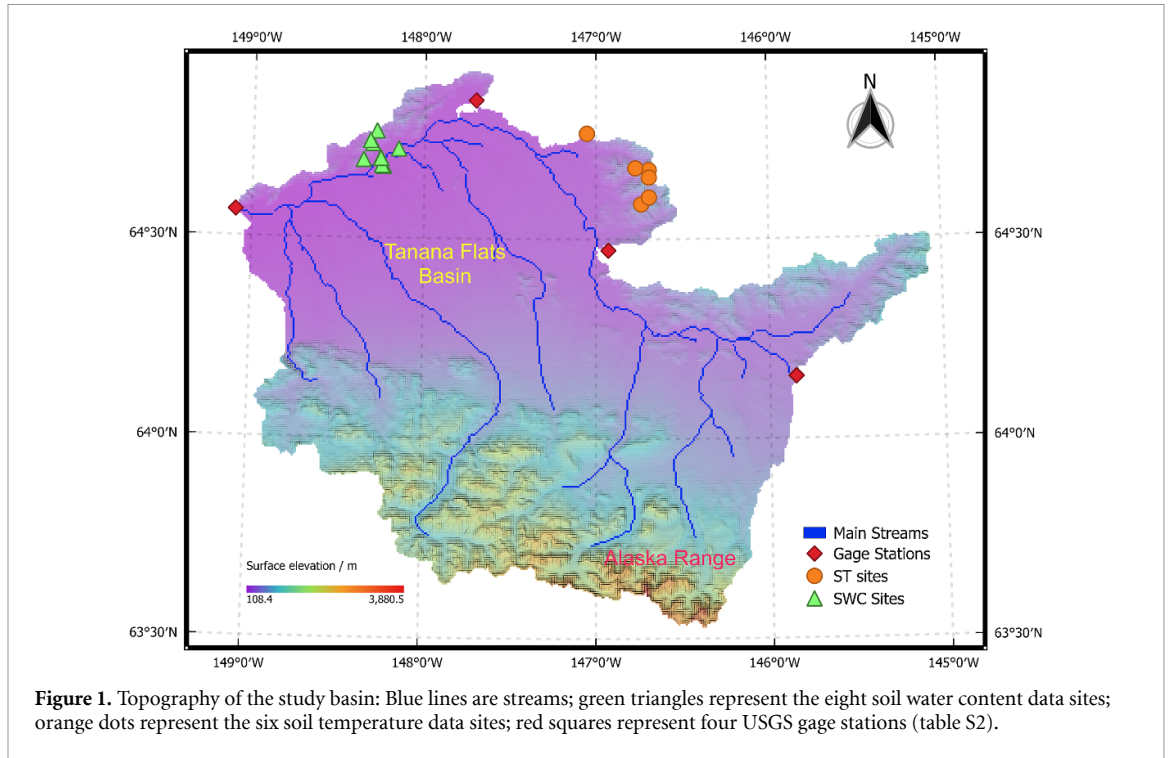 149°0′W 148°0′W 147°0′W 146°0′W 145°0′W
N
64°30′N 64°30′N
Tanana Flats
Basin
64°0′N 64°0′N
Main Streams
Gage Stations
ST sites
SWC Sites
Alaska Range
Surface elevation / m
108.4 3,880.5
63°30′N 63°30′N
149°0′W 148°0′W 147°0′W 146°0′W 145°0′W
Figure 1. Topography of the study basin: Blue lines are streams; green triangles represent the eight soil water content data sites;
orange dots represent the six soil temperature data sites; red squares represent four USGS gage stations (table S2).